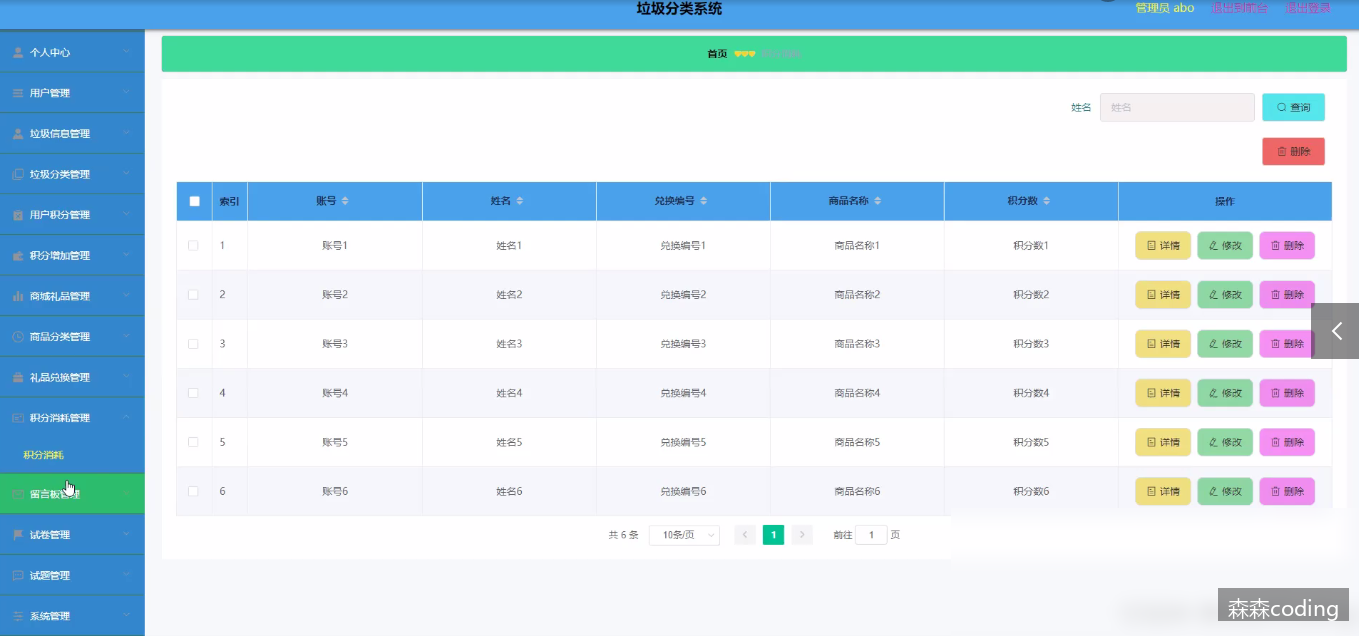 垃圾分类系统
管理员 abo 退出到前台 退出登录
个人中心
用户管理
垃圾信息管理
垃圾分类管理
用户积分管理
积分增加管理
商城礼品管理
商品分类管理
礼品兑换管理
积分消耗管理
积分消耗
留言板管理
试卷管理
试题管理
系统管理
首页
姓名 姓名 查询
删除
索引 账号 姓名 兑换编号 商品名称 积分数 操作
1 账号1 姓名1 兑换编号1 商品名称1 积分数1 详情 修改 删除
2 账号2 姓名2 兑换编号2 商品名称2 积分数2 详情 修改 删除
3 账号3 姓名3 兑换编号3 商品名称3 积分数3 详情 修改 删除
4 账号4 姓名4 兑换编号4 商品名称4 积分数4 详情 修改 删除
5 账号5 姓名5 兑换编号5 商品名称5 积分数5 详情 修改 删除
6 账号6 姓名6 兑换编号6 商品名称6 积分数6 详情 修改 删除
共 6 条 10条/页 1 前往 1 页
森森coding